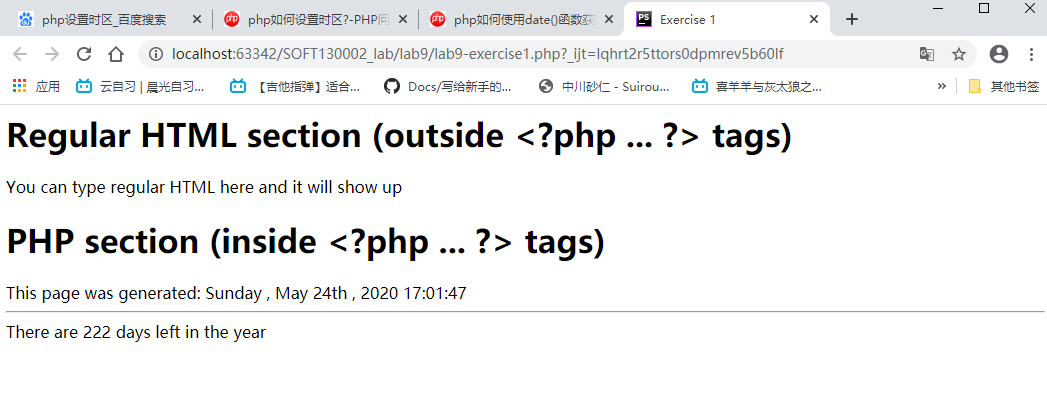 php设置时区_百度搜索
php如何设置时区?-PHP问
php如何使用date()函数获
Exercise 1
localhost:63342/SOFT130002_lab/lab9/lab9-exercise1.php?_ijt=lqhrt2r5ttors0dpmrev5b60lf
应用 云自习 | 晨光自习... 【吉他指弹】适合... Docs/写给新手的... 中川砂仁 - Suirou... 喜羊羊与灰太狼之... » 其他书签
Regular HTML section (outside <?php ... ?> tags)
You can type regular HTML here and it will show up
PHP section (inside <?php ... ?> tags)
This page was generated: Sunday , May 24th , 2020 17:01:47
There are 222 days left in the year